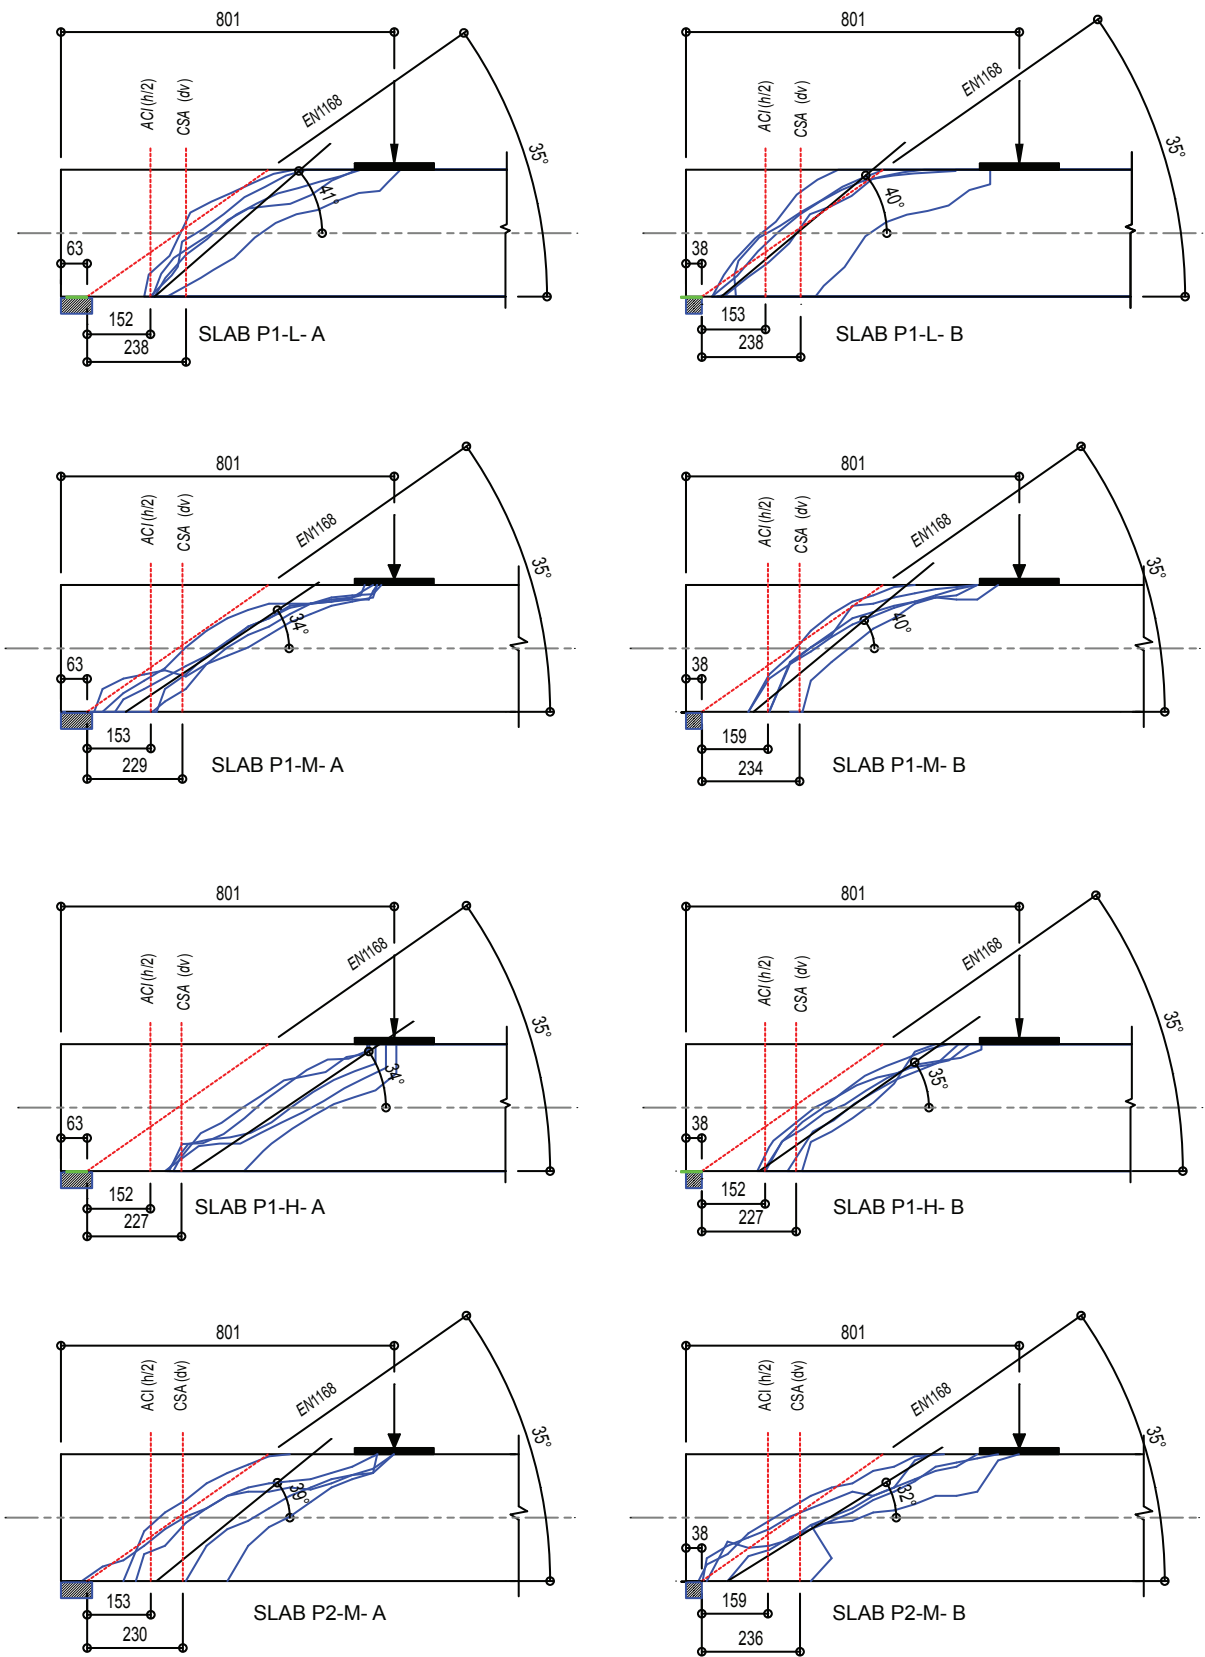 801
ACI (h/2)
CSA (dv)
EN1168
35°
41°
63
152
238
SLAB P1-L- A
801
ACI (h/2)
CSA (dv)
EN1168
35°
40°
38
153
238
SLAB P1-L- B
801
ACI (h/2)
CSA (dv)
EN1168
35°
34°
63
153
229
SLAB P1-M- A
801
ACI (h/2)
CSA (dv)
EN1168
35°
40°
38
159
234
SLAB P1-M- B
801
ACI (h/2)
CSA (dv)
EN1168
35°
34°
63
152
227
SLAB P1-H- A
801
ACI (h/2)
CSA (dv)
EN1168
35°
35°
38
152
227
SLAB P1-H- B
801
ACI (h/2)
CSA (dv)
EN1168
35°
39°
153
230
SLAB P2-M- A
801
ACI (h/2)
CSA (dv)
EN1168
35°
32°
38
159
236
SLAB P2-M- B